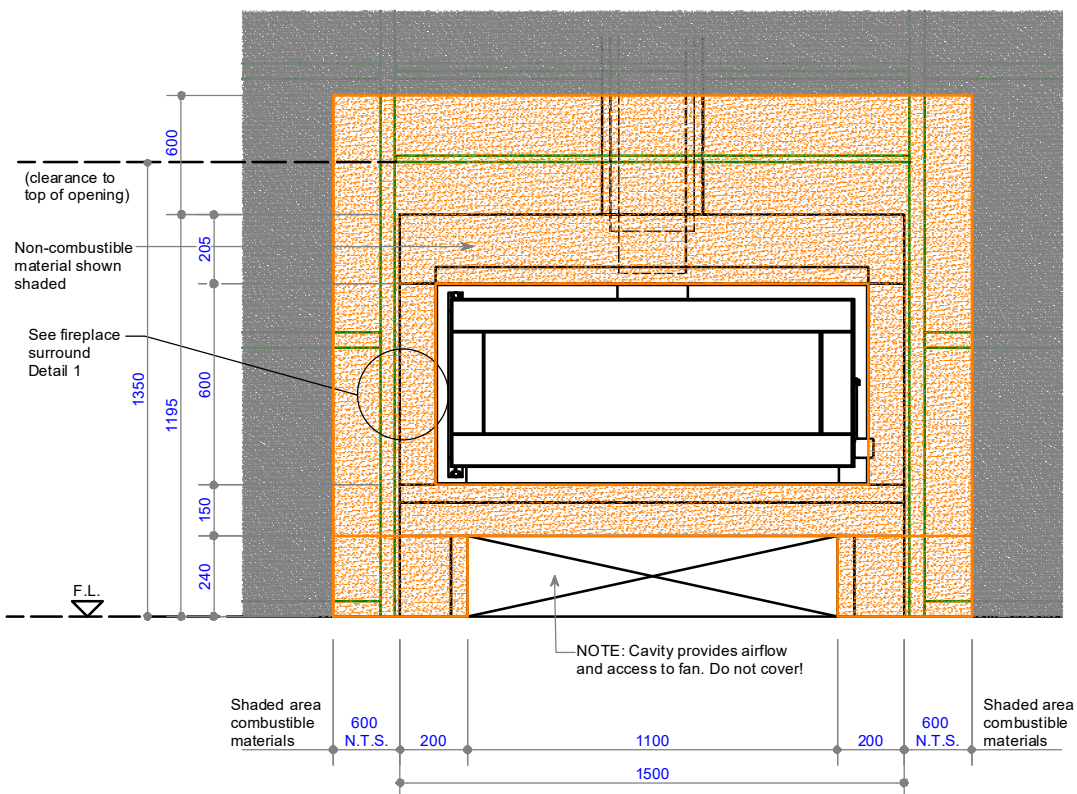 600
(clearance to
top of opening)
Non-combustible
material shown
shaded
205
See fireplace
surround
Detail 1
1350
1195
600
150
240
F.L.
NOTE: Cavity provides airflow
and access to fan. Do not cover!
Shaded area
combustible
materials
600
N.T.S.
200
1100
200
600
N.T.S.
Shaded area
combustible
materials
1500